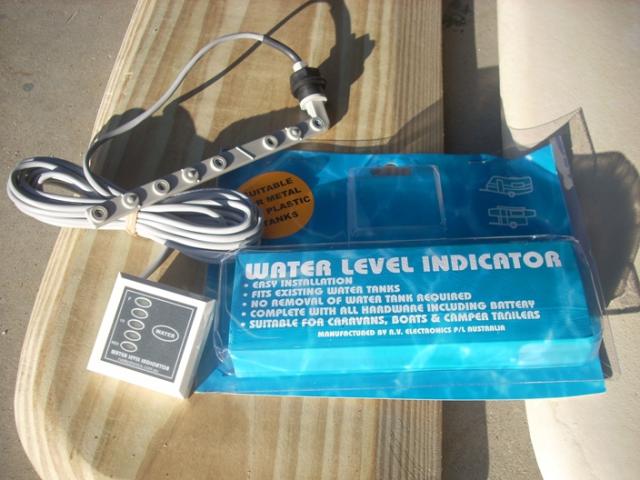 SUITABLE
FOR METAL
PLASTIC
TANKS
WATER LEVEL INDICATOR
• EASY INSTALLATION
• FITS EXISTING WATER TANKS
• NO REMOVAL OF WATER TANK REQUIRED
• COMPLETE WITH ALL HARDWARE INCLUDING BATTERY
• SUITABLE FOR CARAVANS, BOATS & CAMPER TRAILERS
MANUFACTURED BY R.V. ELECTRONICS P/L AUSTRALIA
F
WATER
WATER LEVEL INDICATOR